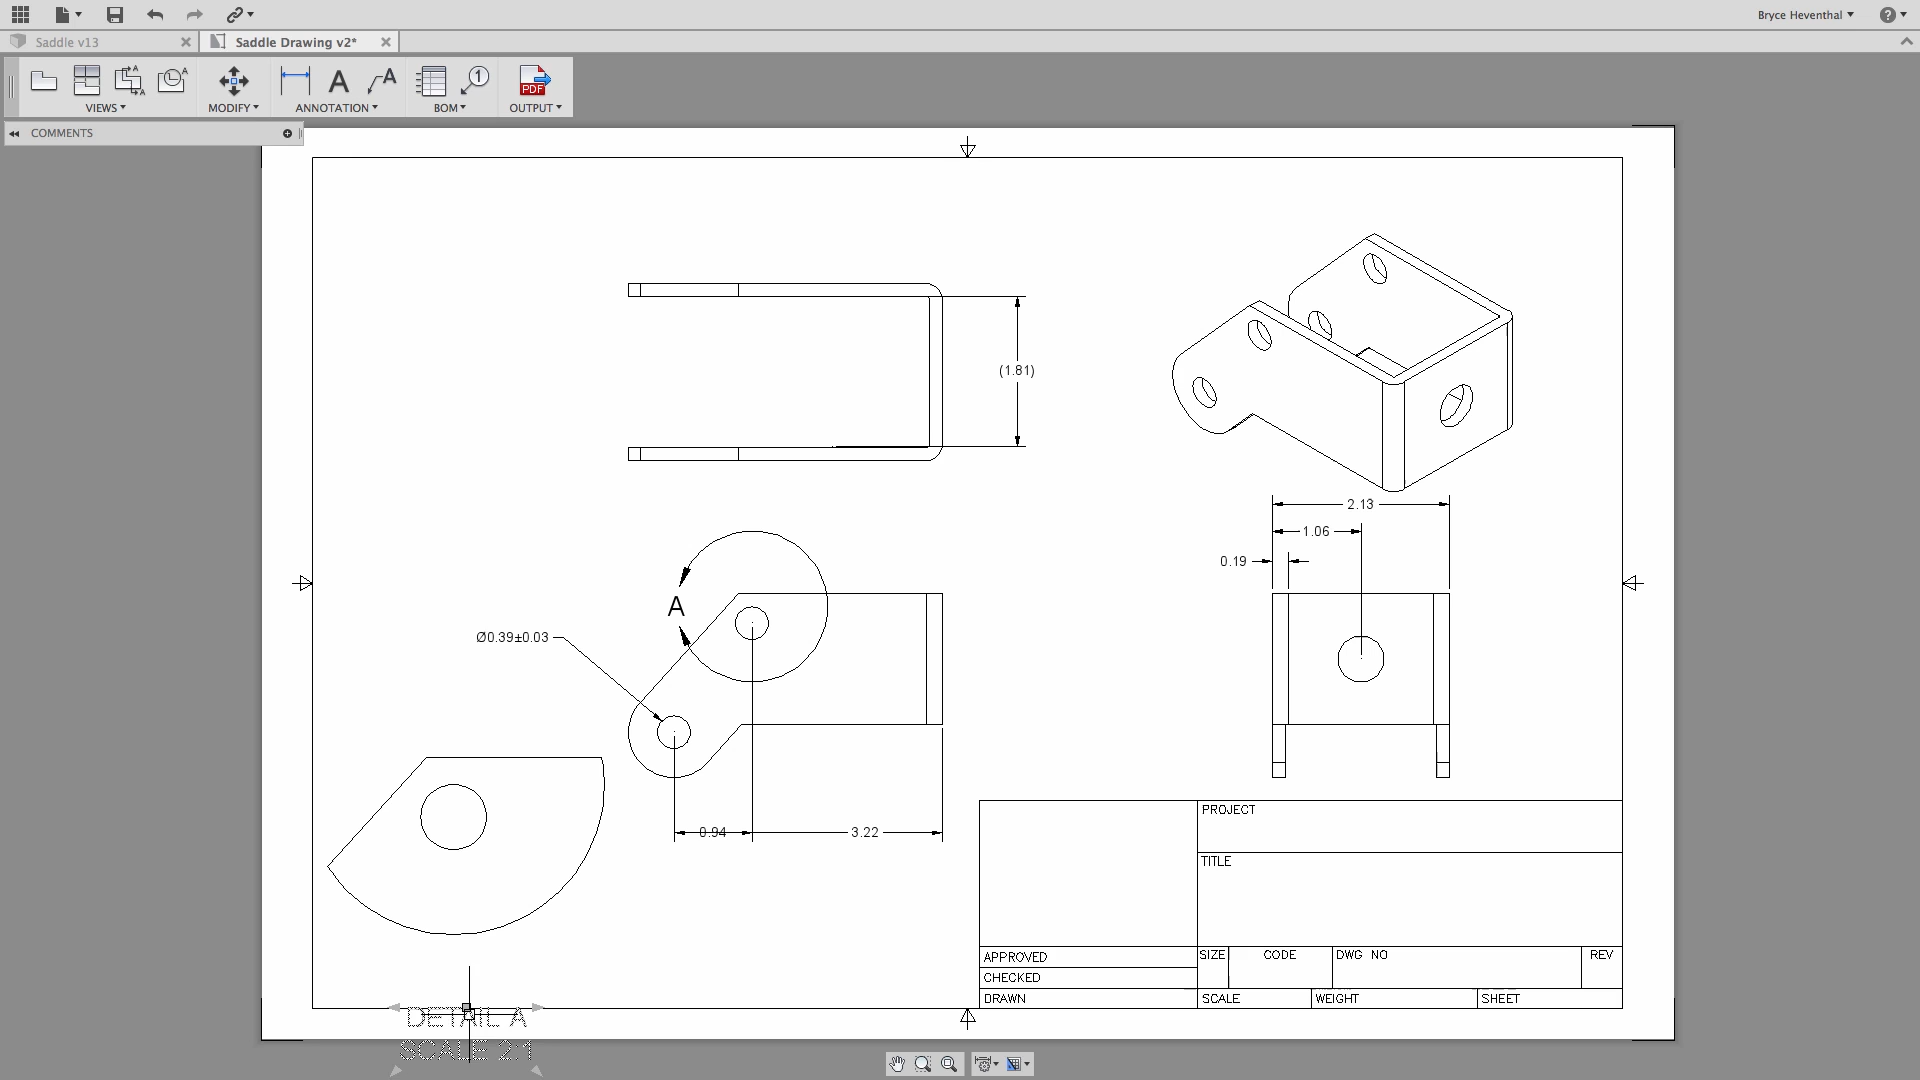 Bryce Heventhal
Saddle v13
Saddle Drawing v2*
VIEWS
MODIFY
ANNOTATION
BOM
OUTPUT
A
A
A
A
1
PDF
COMMENTS
(1.81)
2.13
1.06
0.19
A
Ø0.39±0.03
0.94
3.22
PROJECT
TITLE
APPROVED
CHECKED
DRAWN
SIZE
CODE
DWG NO
REV
SCALE
WEIGHT
SHEET
DETAIL A
SCALE 2:1